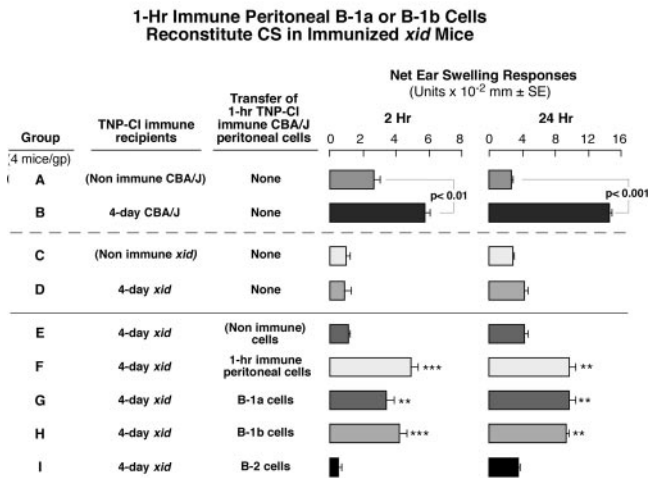 1-Hr Immune Peritoneal B-1a or B-1b Cells
Reconstitute CS in Immunized xid Mice
Net Ear Swelling Responses
(Units x 10-2 mm ± SE)
Group
(4 mice/gp)
TNP-Cl immune
recipients
Transfer of
1-hr TNP-Cl
immune CBA/J
peritoneal cells
2 Hr
24 Hr
0 2 4 6 8
0 4 8 12 16
A (Non immune CBA/J) None
p< 0.01
p< 0.001
B 4-day CBA/J None
C (Non immune xid) None
D 4-day xid None
E 4-day xid (Non immune)
cells
F 4-day xid 1-hr immune
peritoneal cells
*** **
G 4-day xid B-1a cells ** **
H 4-day xid B-1b cells *** **
I 4-day xid B-2 cells